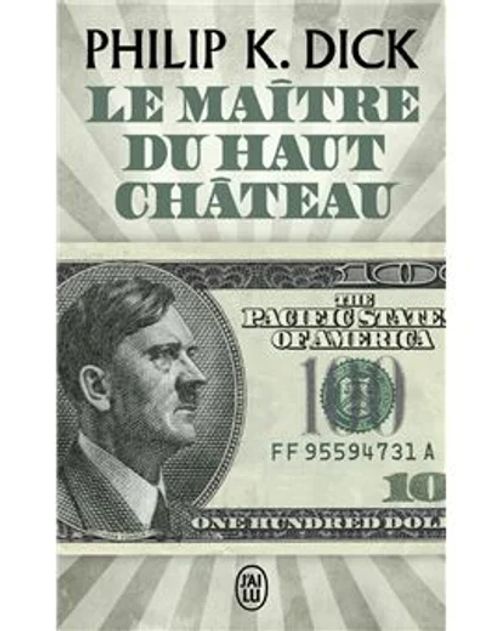 PHILIP K. DICK
LE MAÎTRE
DU HAUT
CHÂTEAU
100
THE
PACIFIC STATES
OF AMERICA
100
FF 95594731 A
10
ONE HUNDRED DOLL
J'AI
LU